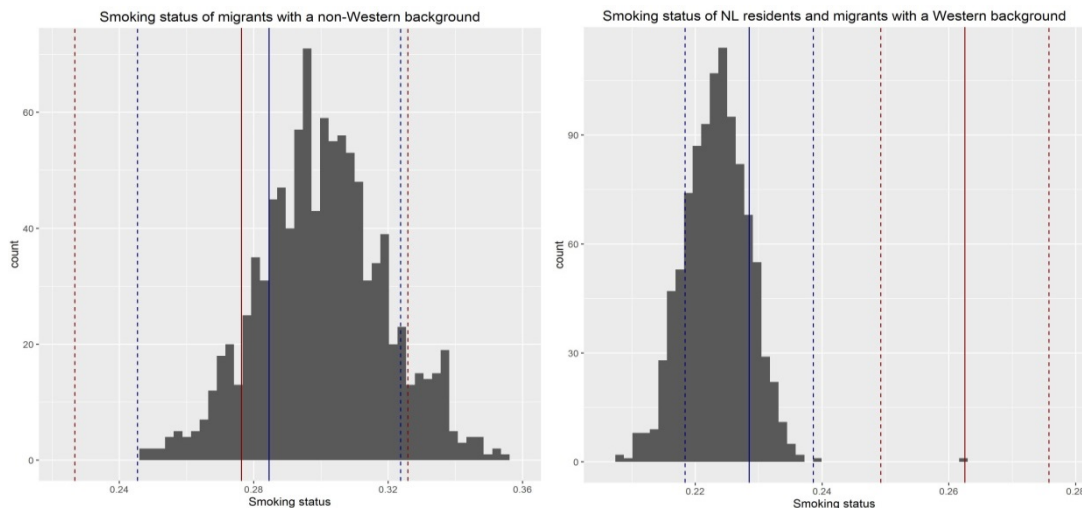 Smoking status of migrants with a non-Western background
60
40
20
0
count
0.24
0.28
0.32
0.36
Smoking status
Smoking status of NL residents and migrants with a Western background
90
60
30
0
count
0.22
0.24
0.26
0.28
Smoking status